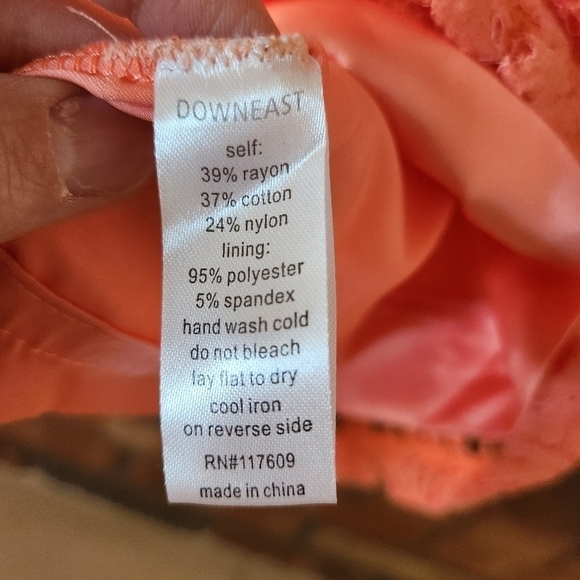 DOWNEAST
self:
39% rayon
37% cotton
24% nylon
lining:
95% polyester
5% spandex
hand wash cold
do not bleach
lay flat to dry
cool iron
on reverse side
RN#117609
made in china